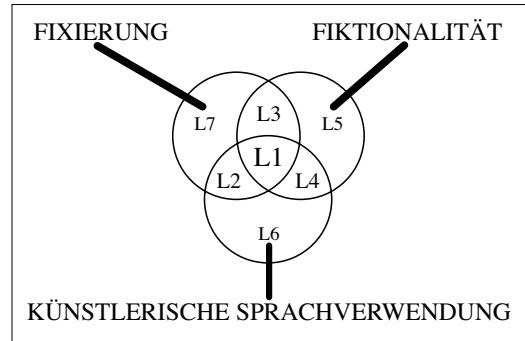 FIXIERUNG FIKTIONALITÄT
L7 L3 L5
L1
L2 L4
L6
KÜNSTLERISCHE SPRACHVERWENDUNG